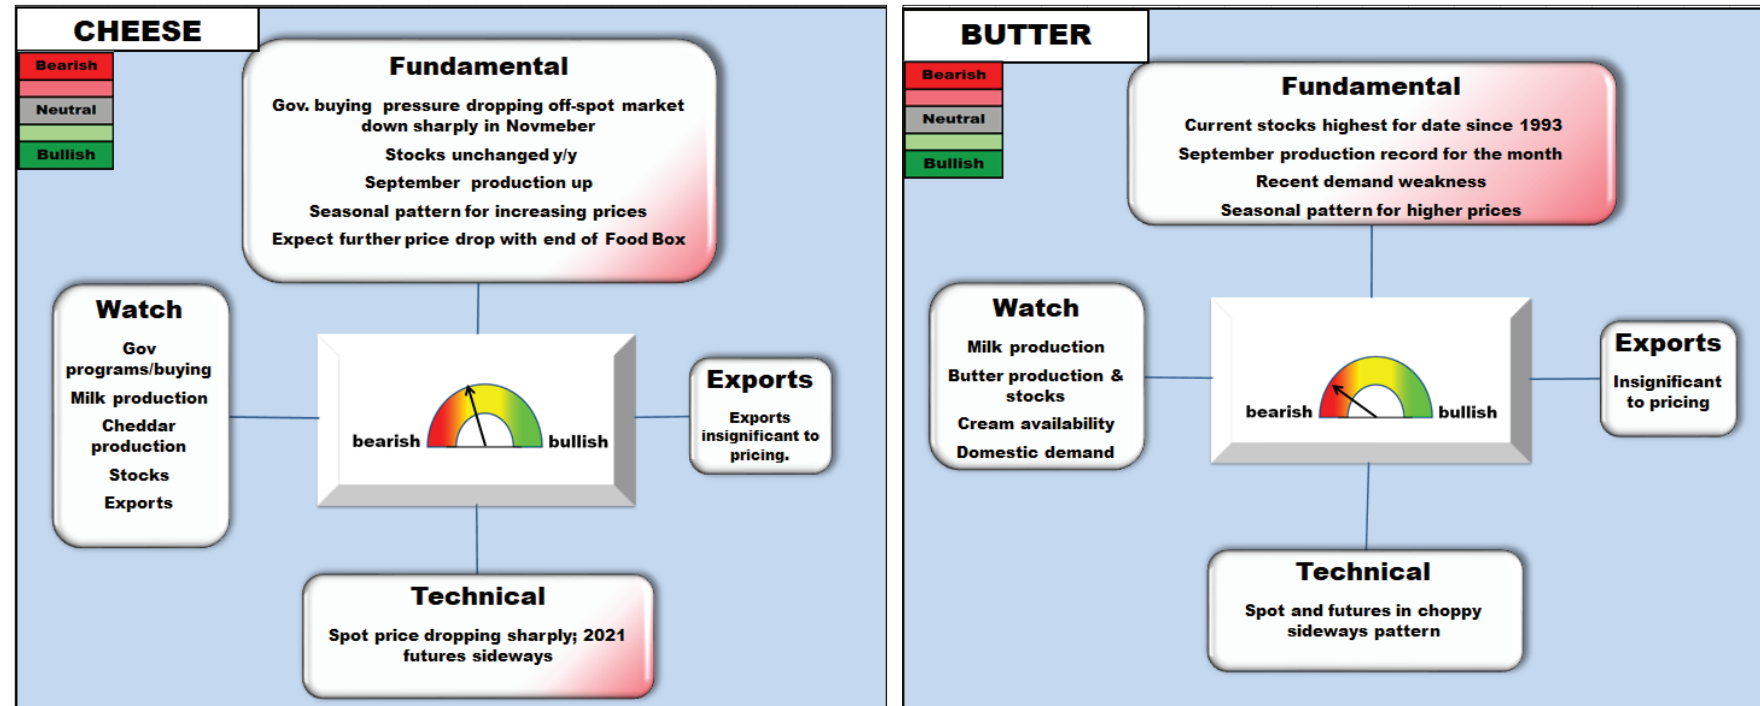 CHEESE
Bearish
Neutral
Bullish
Fundamental
Gov. buying pressure dropping off-spot market
down sharply in Novmeber
Stocks unchanged y/y
September production up
Seasonal pattern for increasing prices
Expect further price drop with end of Food Box
Watch
Gov
programs/buying
Milk production
Cheddar
production
Stocks
Exports
bearish
bullish
Exports
Exports
insignificant to
pricing.
Technical
Spot price dropping sharply; 2021
futures sideways
BUTTER
Bearish
Neutral
Bullish
Fundamental
Current stocks highest for date since 1993
September production record for the month
Recent demand weakness
Seasonal pattern for higher prices
Watch
Milk production
Butter production &
stocks
Cream availability
Domestic demand
bearish
bullish
Exports
Insignificant
to pricing
Technical
Spot and futures in choppy
sideways pattern